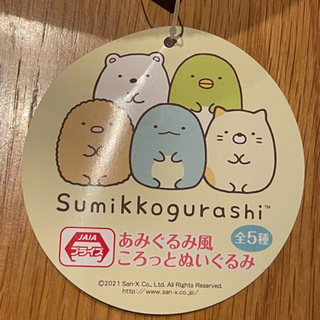 Sumikkogurashi™
JAIA
プライズ
あみぐるみ風
ころっとぬいぐるみ
全5種
©2021 San-X Co., Ltd. All Rights Reserved.
http://www.san-x.co.jp/